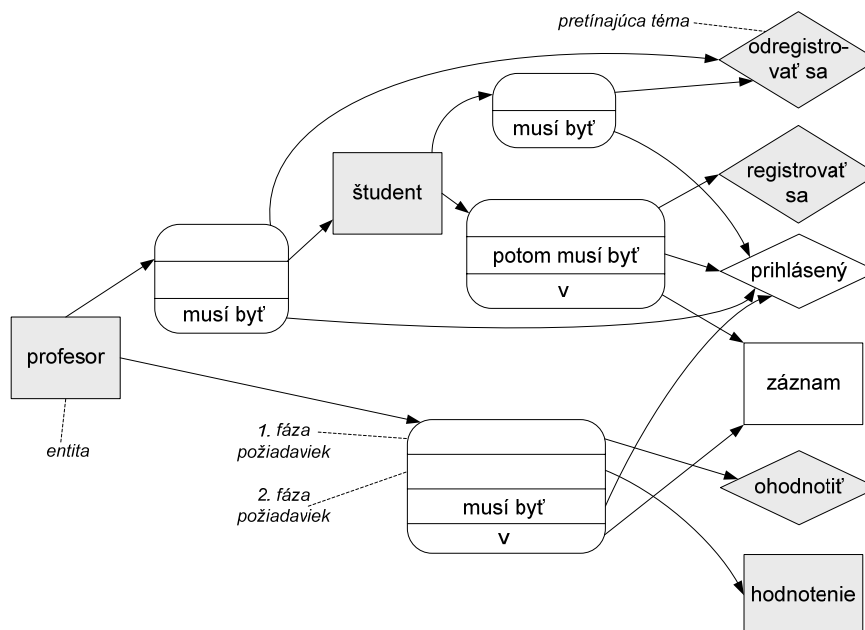 pretínajúca téma
odregistro-
vať sa
musí byť
študent
registrovať
sa
potom musí byť
v
prihlásený
musí byť
profesor
záznam
entita
1. fáza
požiadaviek
2. fáza
požiadaviek
musí byť
v
ohodnotiť
hodnotenie